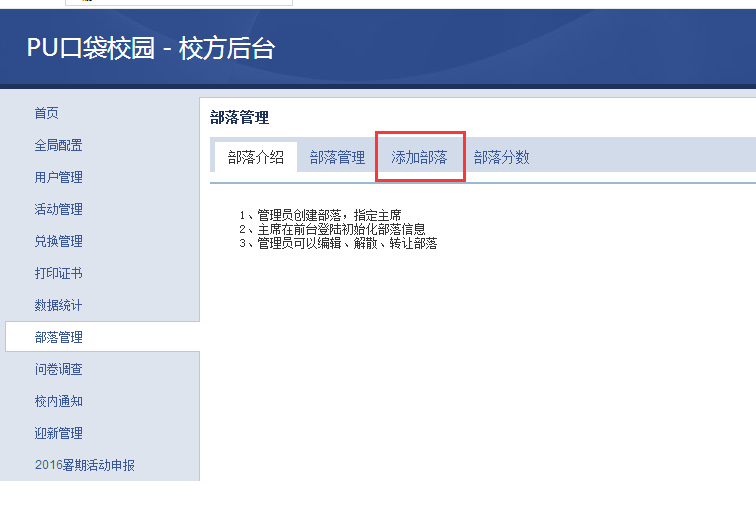 PU口袋校园 - 校方后台
首页
全局配置
用户管理
活动管理
兑换管理
打印证书
数据统计
部落管理
问卷调查
校内通知
迎新管理
2016暑期活动申报
部落管理
部落介绍 部落管理 添加部落 部落分数
1、管理员创建部落，指定主席
2、主席在前台登陆初始化部落信息
3、管理员可以编辑、解散、转让部落